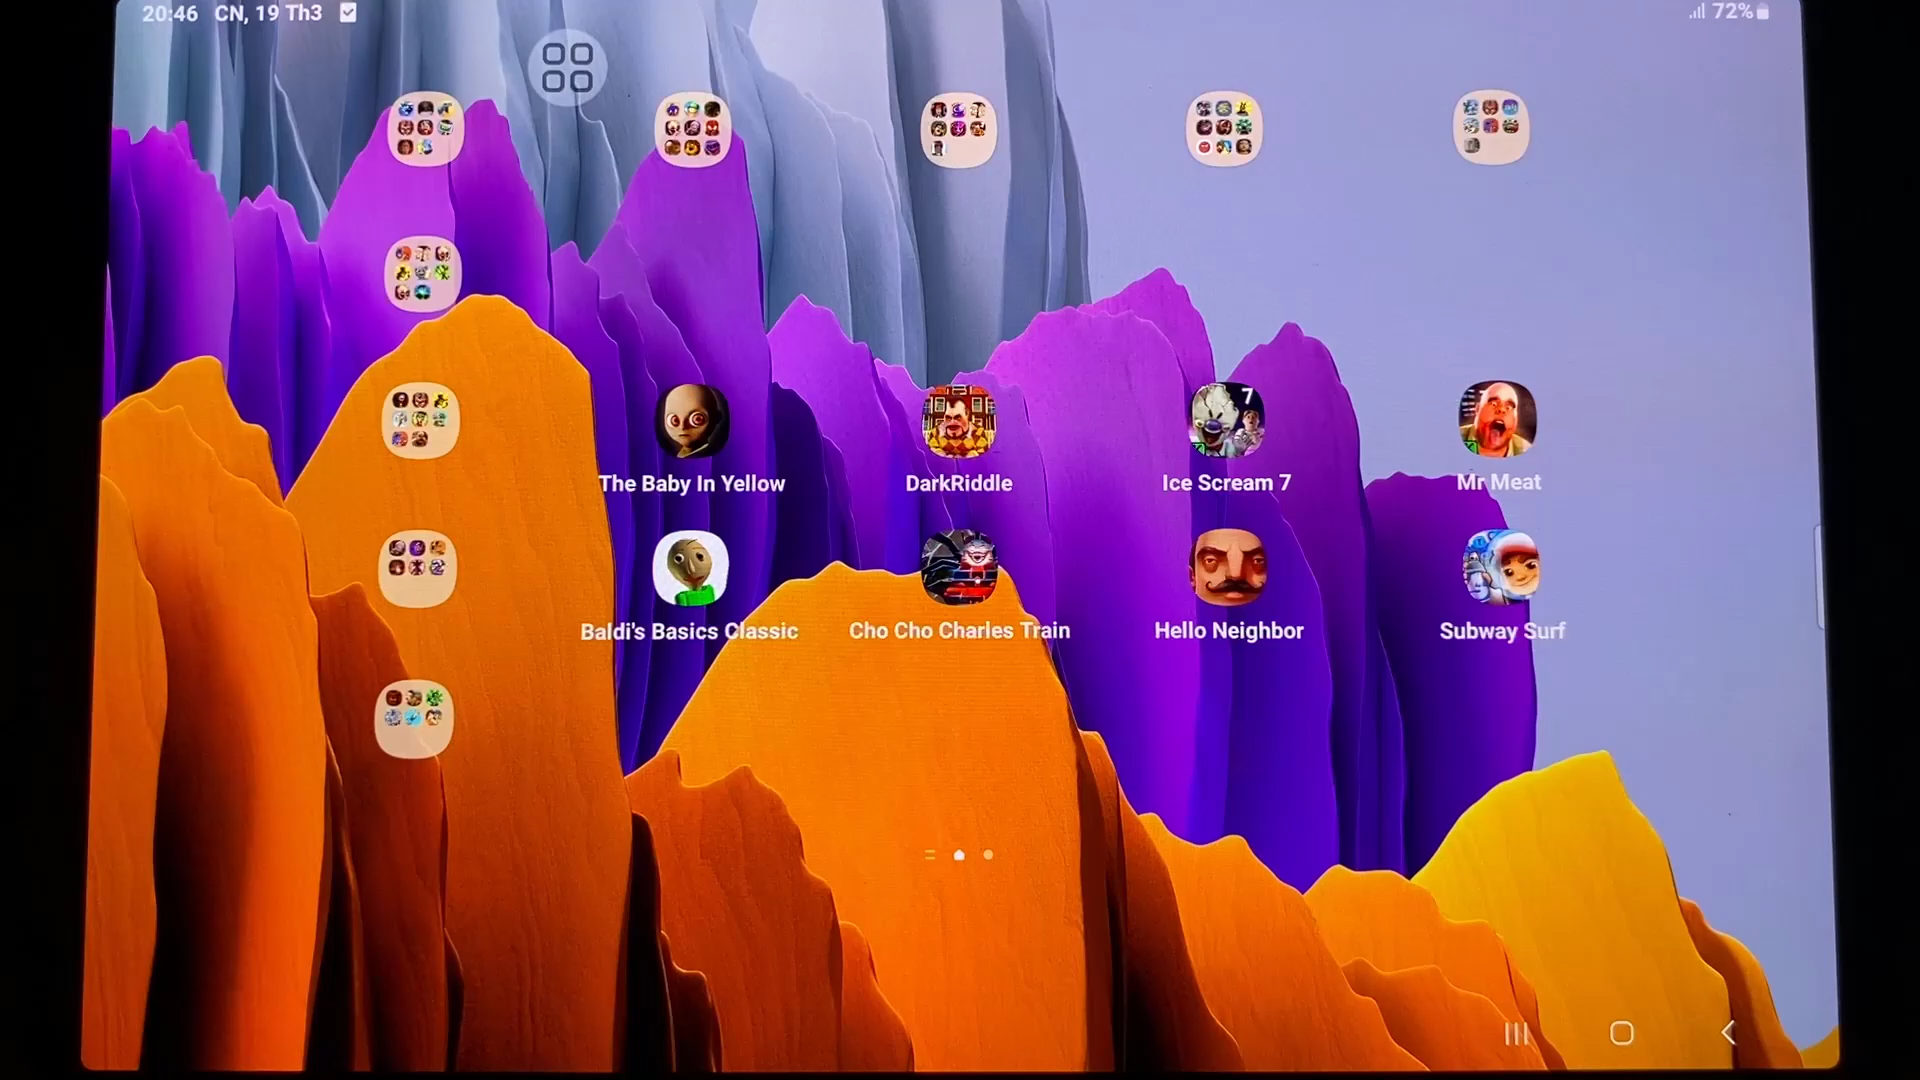 20:46 CN, 19 Th3
72%
7
The Baby In Yellow
DarkRiddle
Ice Scream 7
Mr Meat
Baldi's Basics Classic
Cho Cho Charles Train
Hello Neighbor
Subway Surf